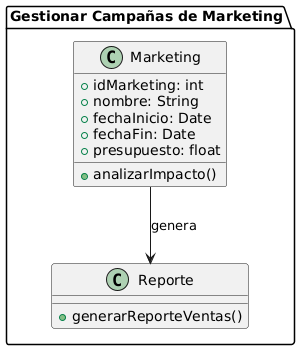 Gestionar Campañas de Marketing
C Marketing
idMarketing: int
nombre: String
fechaInicio: Date
fechaFin: Date
presupuesto: float
analizarImpacto()
genera
C Reporte
generarReporteVentas()